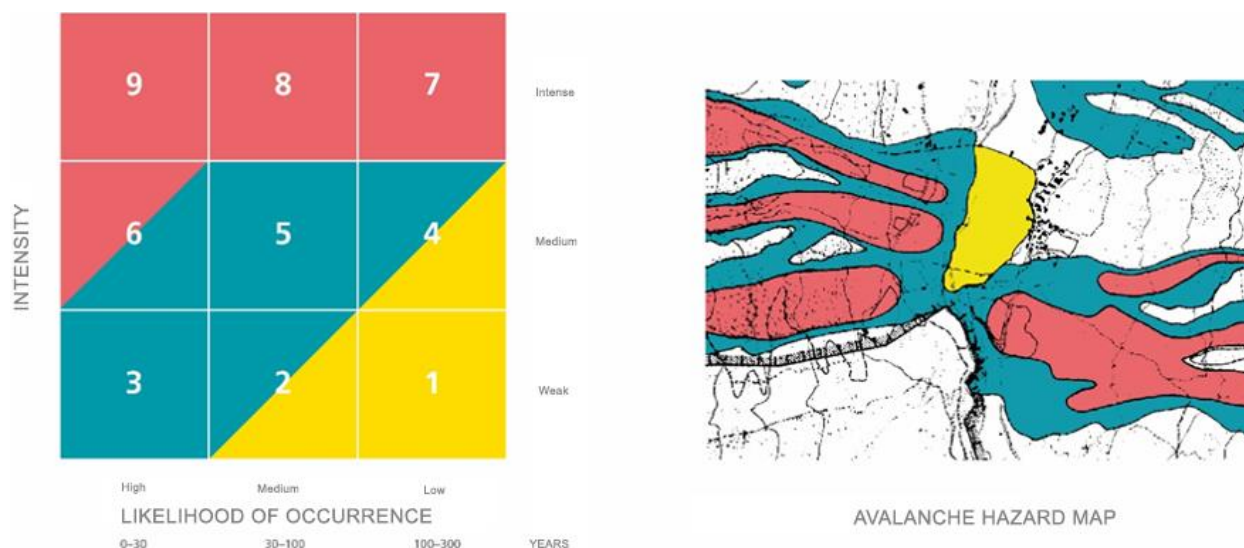 9 8 7 Intense
6 5 4 Medium
3 2 1 Weak
INTENSITY
High Medium Low
LIKELIHOOD OF OCCURRENCE
0–30 30–100 100–300 YEARS
AVALANCHE HAZARD MAP